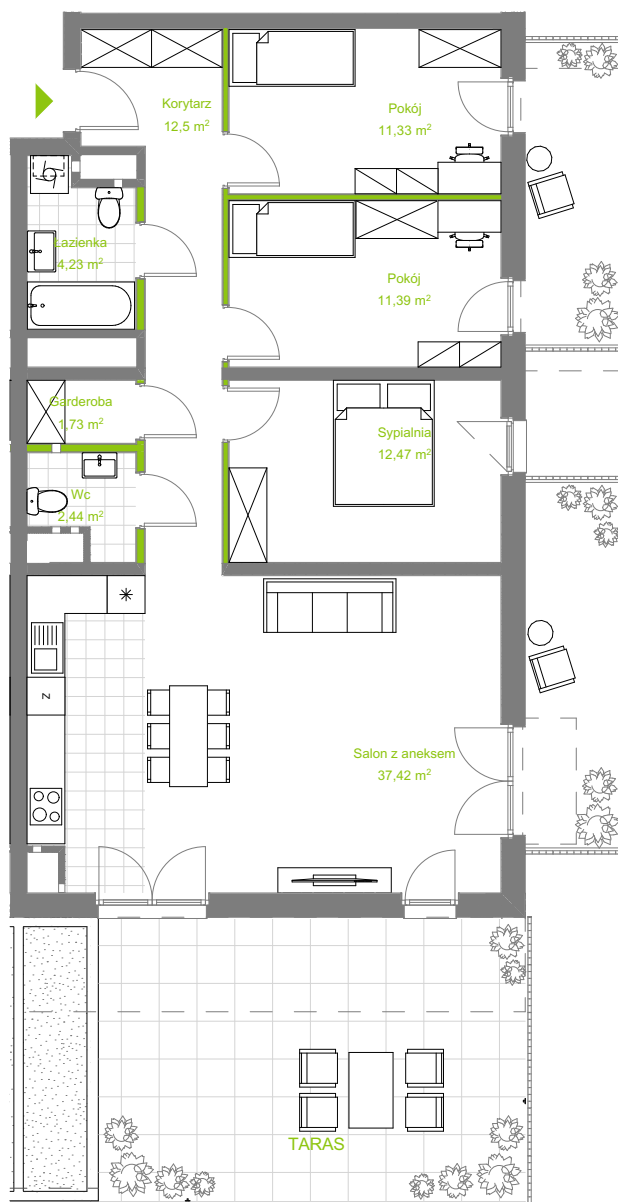 Korytarz
12,5 m²
Pokój
11,33 m²
Łazienka
4,23 m²
Pokój
11,39 m²
Garderoba
1,73 m²
Sypialnia
12,47 m²
Wc
2,44 m²
Z
Salon z aneksem
37,42 m²
TARAS